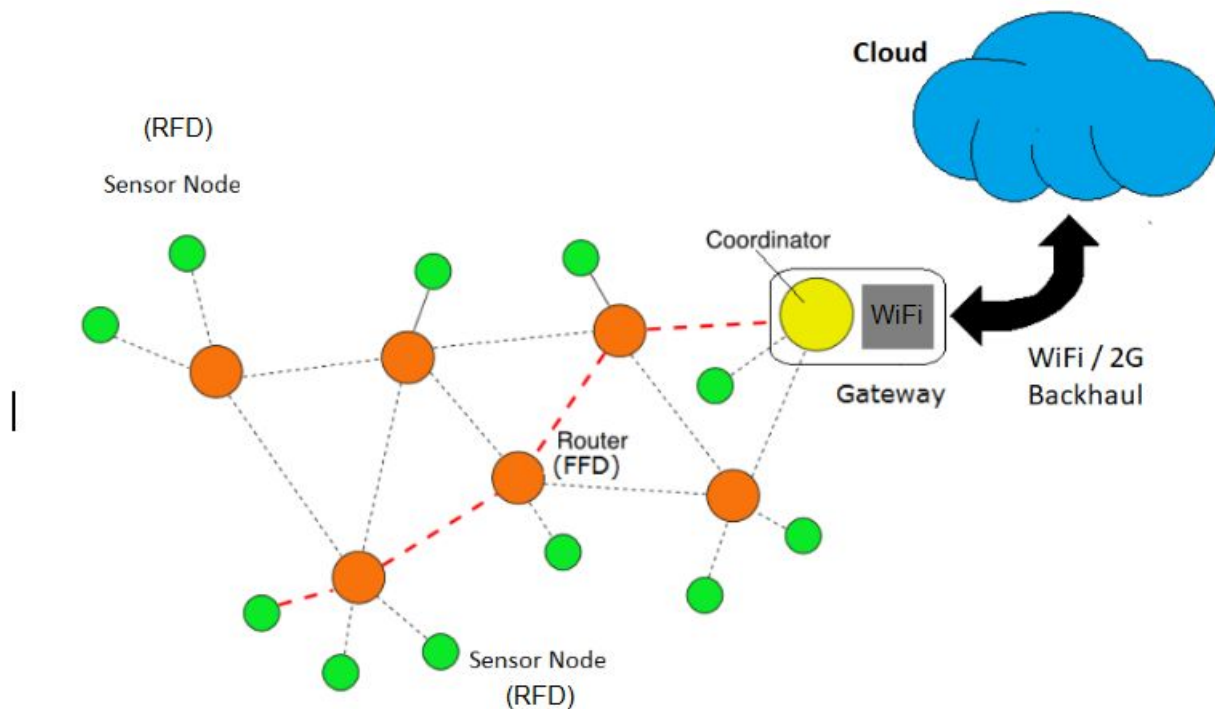 Cloud
(RFD)
Sensor Node
Coordinator
WiFi
WiFi / 2G
Backhaul
Gateway
Router
(FFD)
Sensor Node
(RFD)